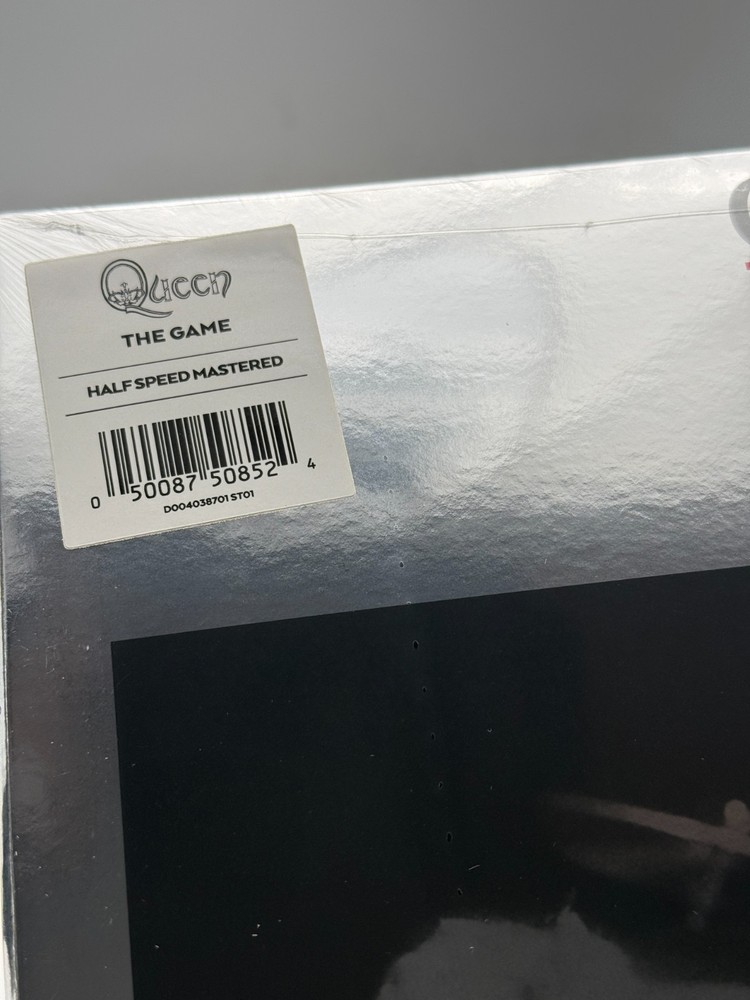 Queen
THE GAME
HALF SPEED MASTERED
0 50087 50852 4
D004038701 ST01